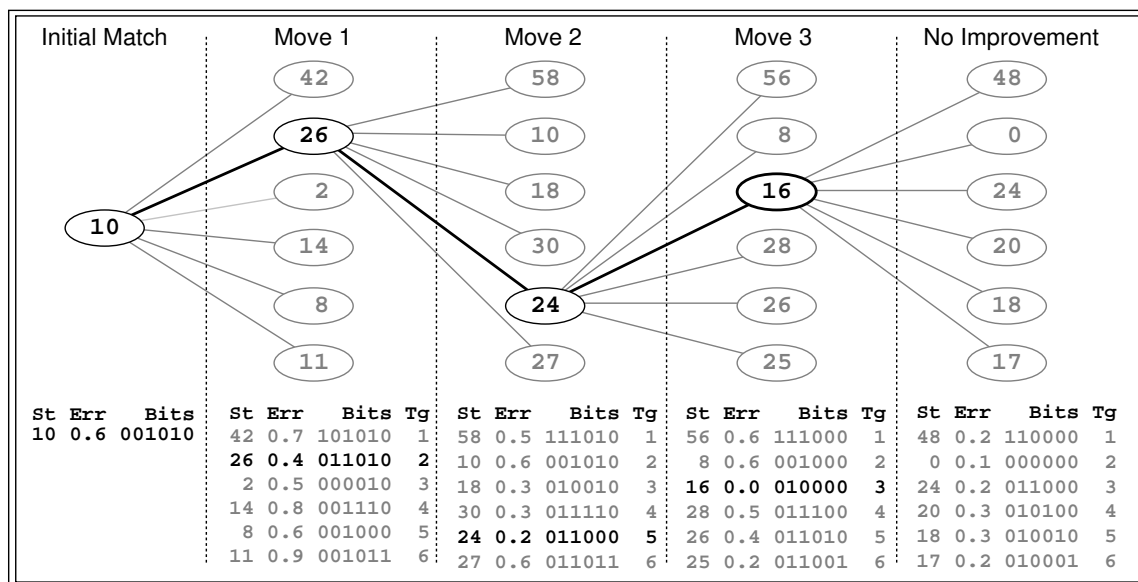 Initial Match Move 1 Move 2 Move 3 No Improvement
42 58 56 48
26 10 8 0
2 18 16 24
10
14 30 28 20
8 24 26 18
11 27 25 17
St Err Bits St Err Bits Tg St Err Bits Tg St Err Bits Tg St Err Bits Tg
10 0.6 001010 42 0.7 101010 1 58 0.5 111010 1 56 0.6 111000 1 48 0.2 110000 1
26 0.4 011010 2 10 0.6 001010 2 8 0.6 001000 2 0 0.1 000000 2
2 0.5 000010 3 18 0.3 010010 3 16 0.0 010000 3 24 0.2 011000 3
14 0.8 001110 4 30 0.3 011110 4 28 0.5 011100 4 20 0.3 010100 4
8 0.6 001000 5 24 0.2 011000 5 26 0.4 011010 5 18 0.3 010010 5
11 0.9 001011 6 27 0.6 011011 6 25 0.2 011001 6 17 0.2 010001 6